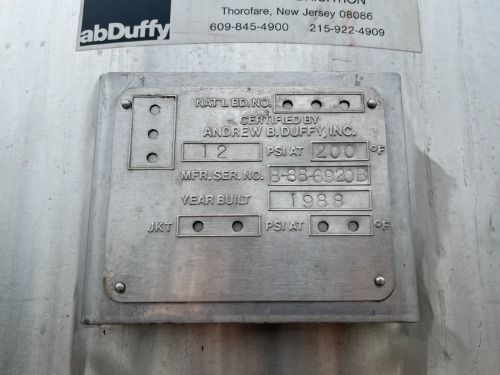 Thorofare, New Jersey 08086
abDuffy
609-845-4900 215-922-4909
NAT'L. BD. NO.
CERTIFIED BY
ANDREW B. DUFFY, INC.
12 PSI AT 200 °F
MFR. SER. NO. B-88-6920B
YEAR BUILT 1988
JKT PSI AT °F